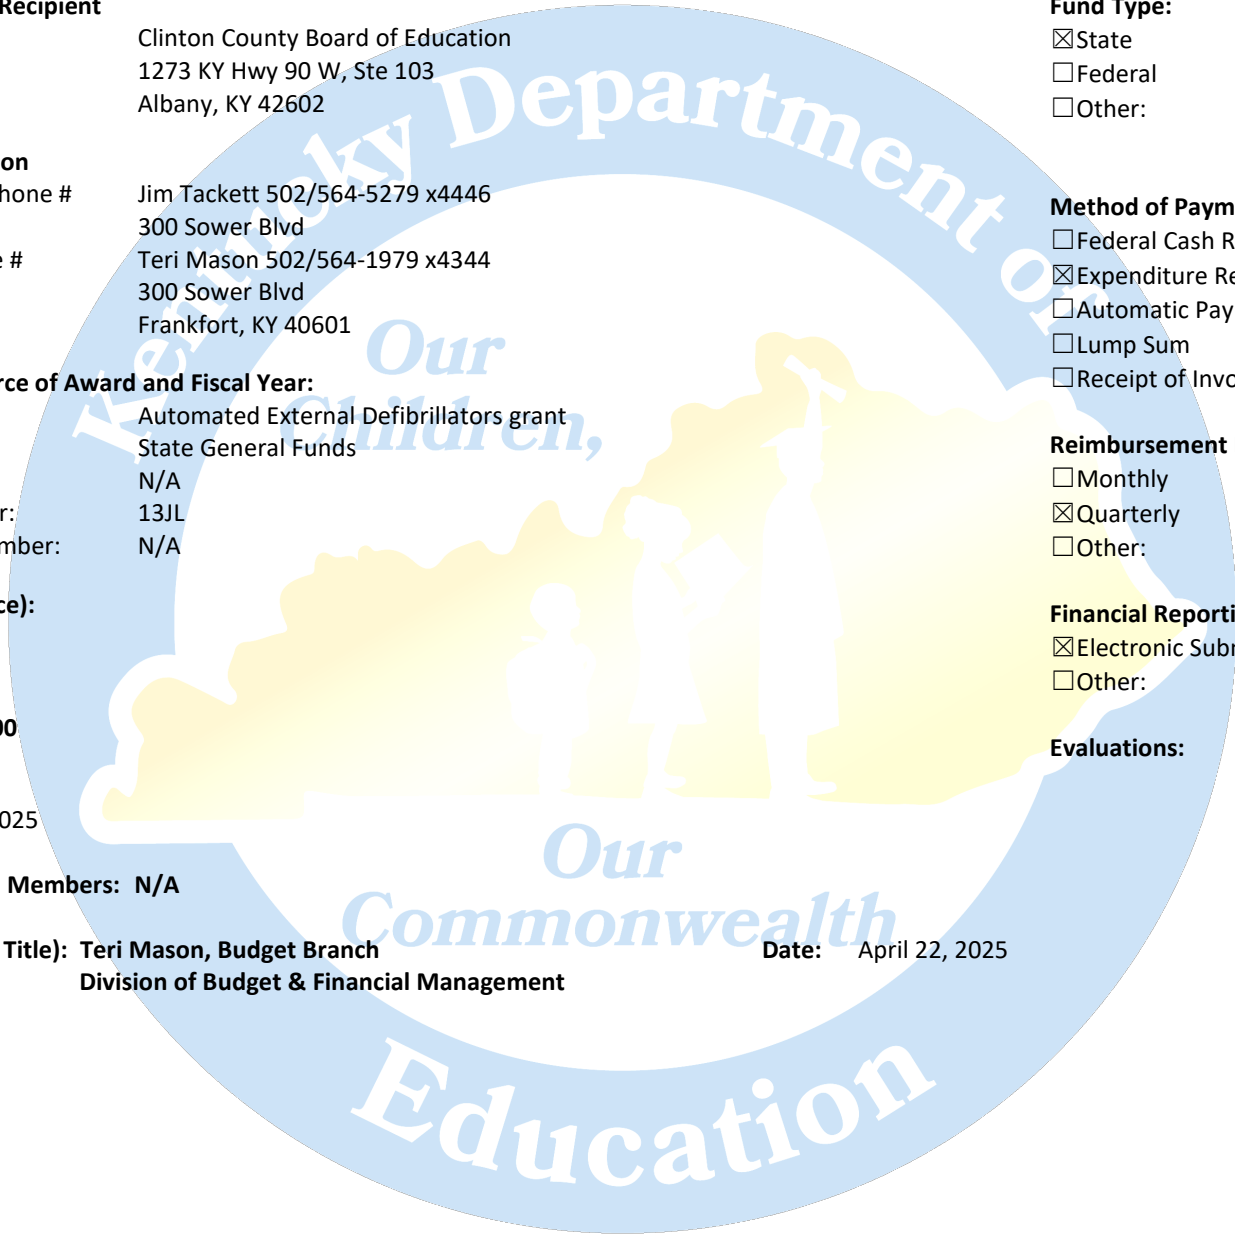 Recipient
Clinton County Board of Education
1273 KY Hwy 90 W, Ste 103
Albany, KY 42602
on
hone # Jim Tackett 502/564-5279 x4446
300 Sower Blvd
e # Teri Mason 502/564-1979 x4344
300 Sower Blvd
Frankfort, KY 40601
rce of Award and Fiscal Year:
Automated External Defibrillators grant
State General Funds
N/A
r: 13JL
mber: N/A
ce):
00
025
Members: N/A
Title): Teri Mason, Budget Branch Date: April 22, 2025
Division of Budget & Financial Management
Fund Type:
☒State
☐Federal
☐Other:
Method of Paym
☐Federal Cash R
☒Expenditure Re
☐Automatic Pay
☐Lump Sum
☐Receipt of Invo
Reimbursement
☐Monthly
☒Quarterly
☐Other:
Financial Reporti
☒Electronic Subm
☐Other:
Evaluations:
Kentucky Department of
Education
Our
Children,
Our
Commonwealth